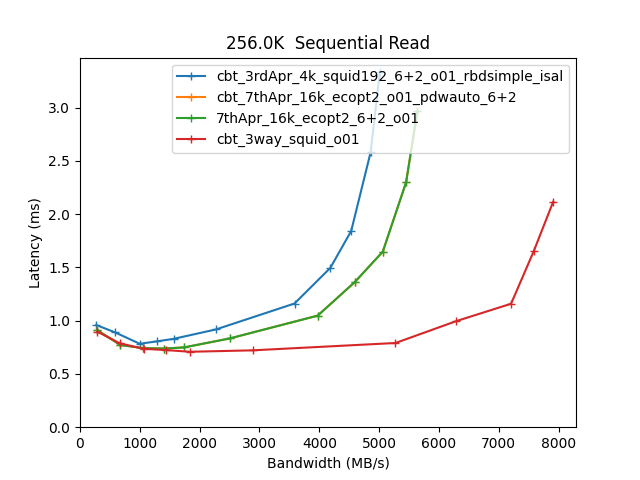 256.0K  Sequential Read
cbt_3rdApr_4k_squid192_6+2_o01_rbdsimple_isal
cbt_7thApr_16k_ecopt2_o01_pdwauto_6+2
7thApr_16k_ecopt2_6+2_o01
cbt_3way_squid_o01
Latency (ms)
3.0
2.5
2.0
1.5
1.0
0.5
0.0
0 1000 2000 3000 4000 5000 6000 7000 8000
Bandwidth (MB/s)